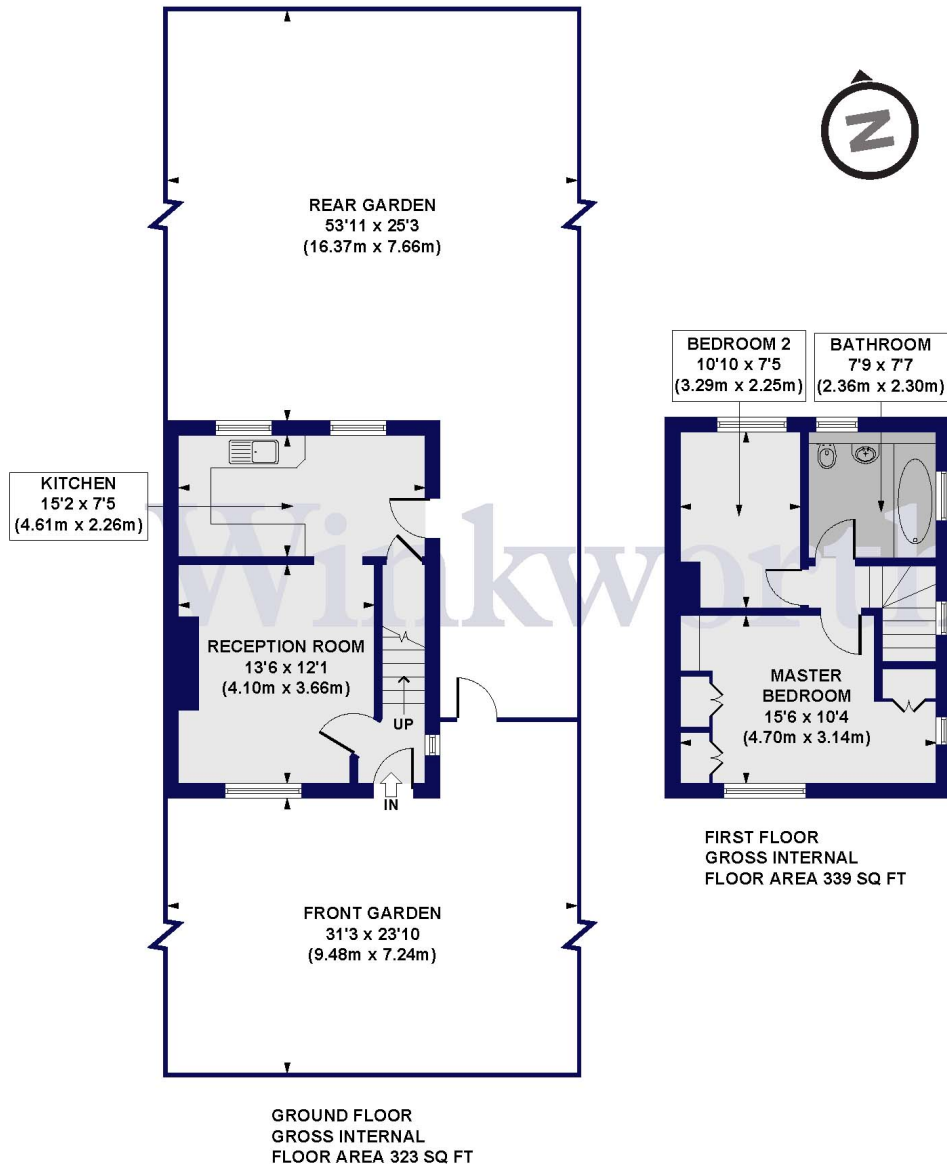 N
REAR GARDEN
53'11 x 25'3
(16.37m x 7.66m)
BEDROOM 2
10'10 x 7'5
(3.29m x 2.25m)
BATHROOM
7'9 x 7'7
(2.36m x 2.30m)
KITCHEN
15'2 x 7'5
(4.61m x 2.26m)
Winkworth
RECEPTION ROOM
13'6 x 12'1
(4.10m x 3.66m)
UP
IN
MASTER
BEDROOM
15'6 x 10'4
(4.70m x 3.14m)
FIRST FLOOR
GROSS INTERNAL
FLOOR AREA 339 SQ FT
FRONT GARDEN
31'3 x 23'10
(9.48m x 7.24m)
GROUND FLOOR
GROSS INTERNAL
FLOOR AREA 323 SQ FT